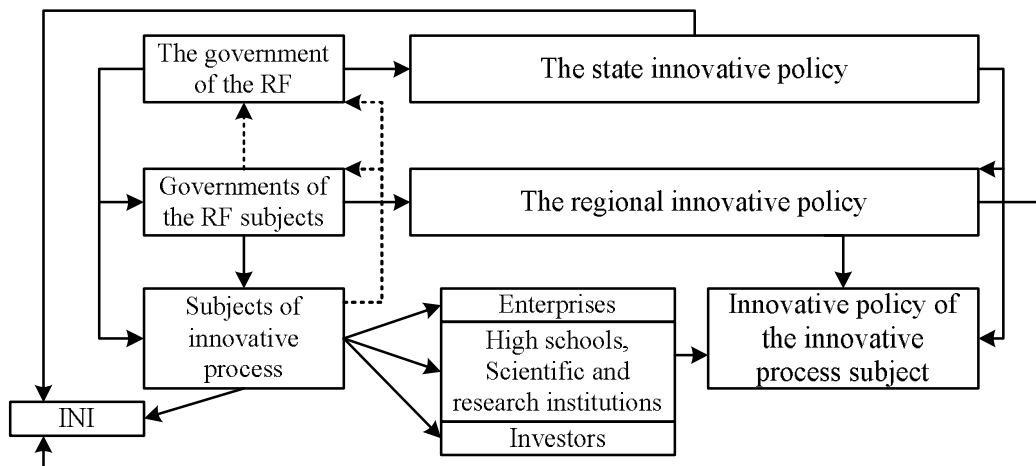 The government
of the RF
The state innovative policy
Governments of
the RF subjects
The regional innovative policy
Subjects of
innovative
process
Enterprises
High schools,
Scientific and
research institutions
Investors
Innovative policy of
the innovative
process subject
INI